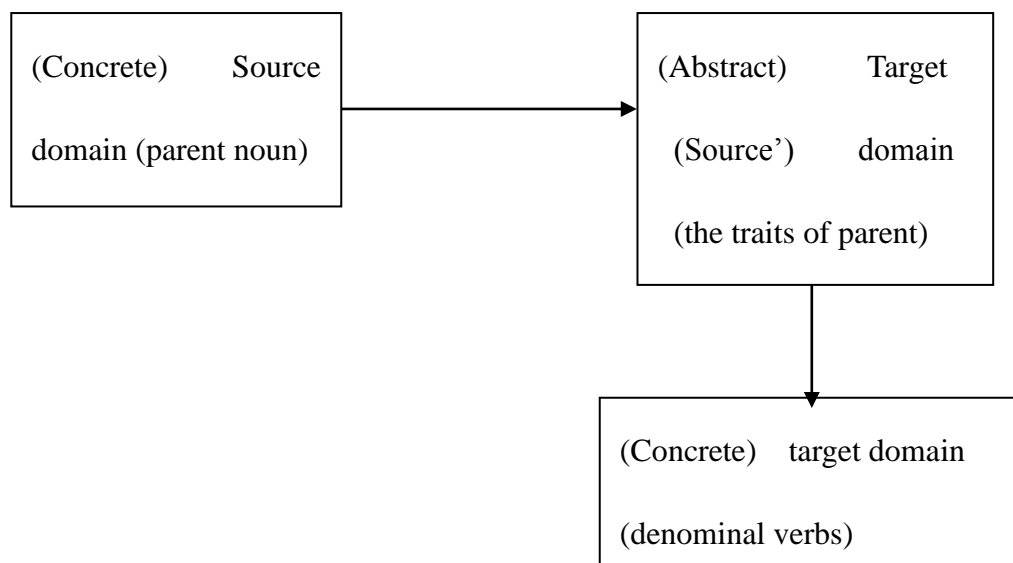 (Concrete) Source
domain (parent noun)
(Abstract) Target
(Source’) domain
(the traits of parent)
(Concrete) target domain
(denominal verbs)